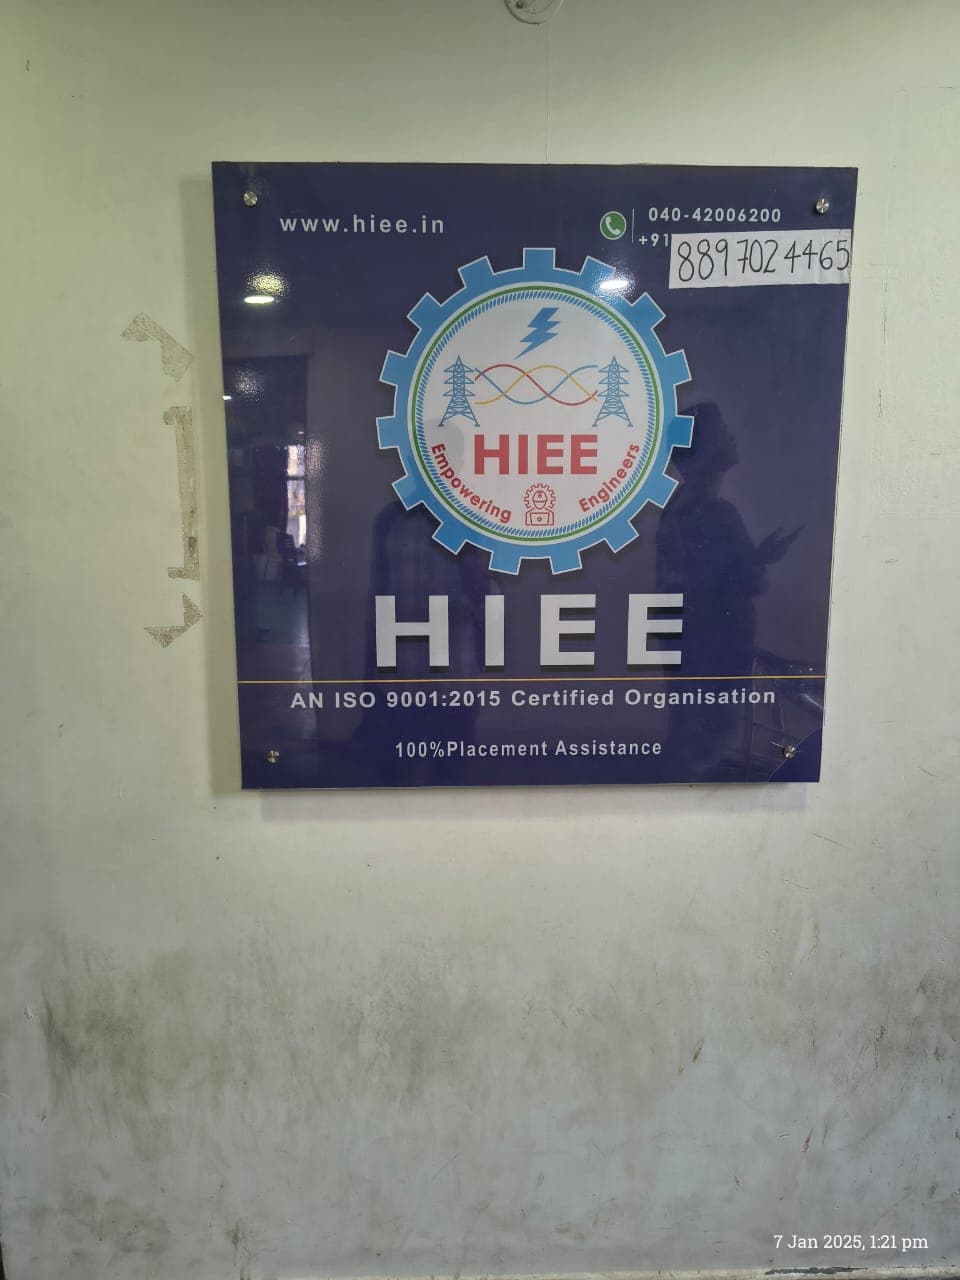 www.hiee.in
040-42006200
+91
8897024465
HIEE
Empowering Engineers
HIEE
AN ISO 9001:2015 Certified Organisation
100%Placement Assistance
7 Jan 2025, 1:21 pm